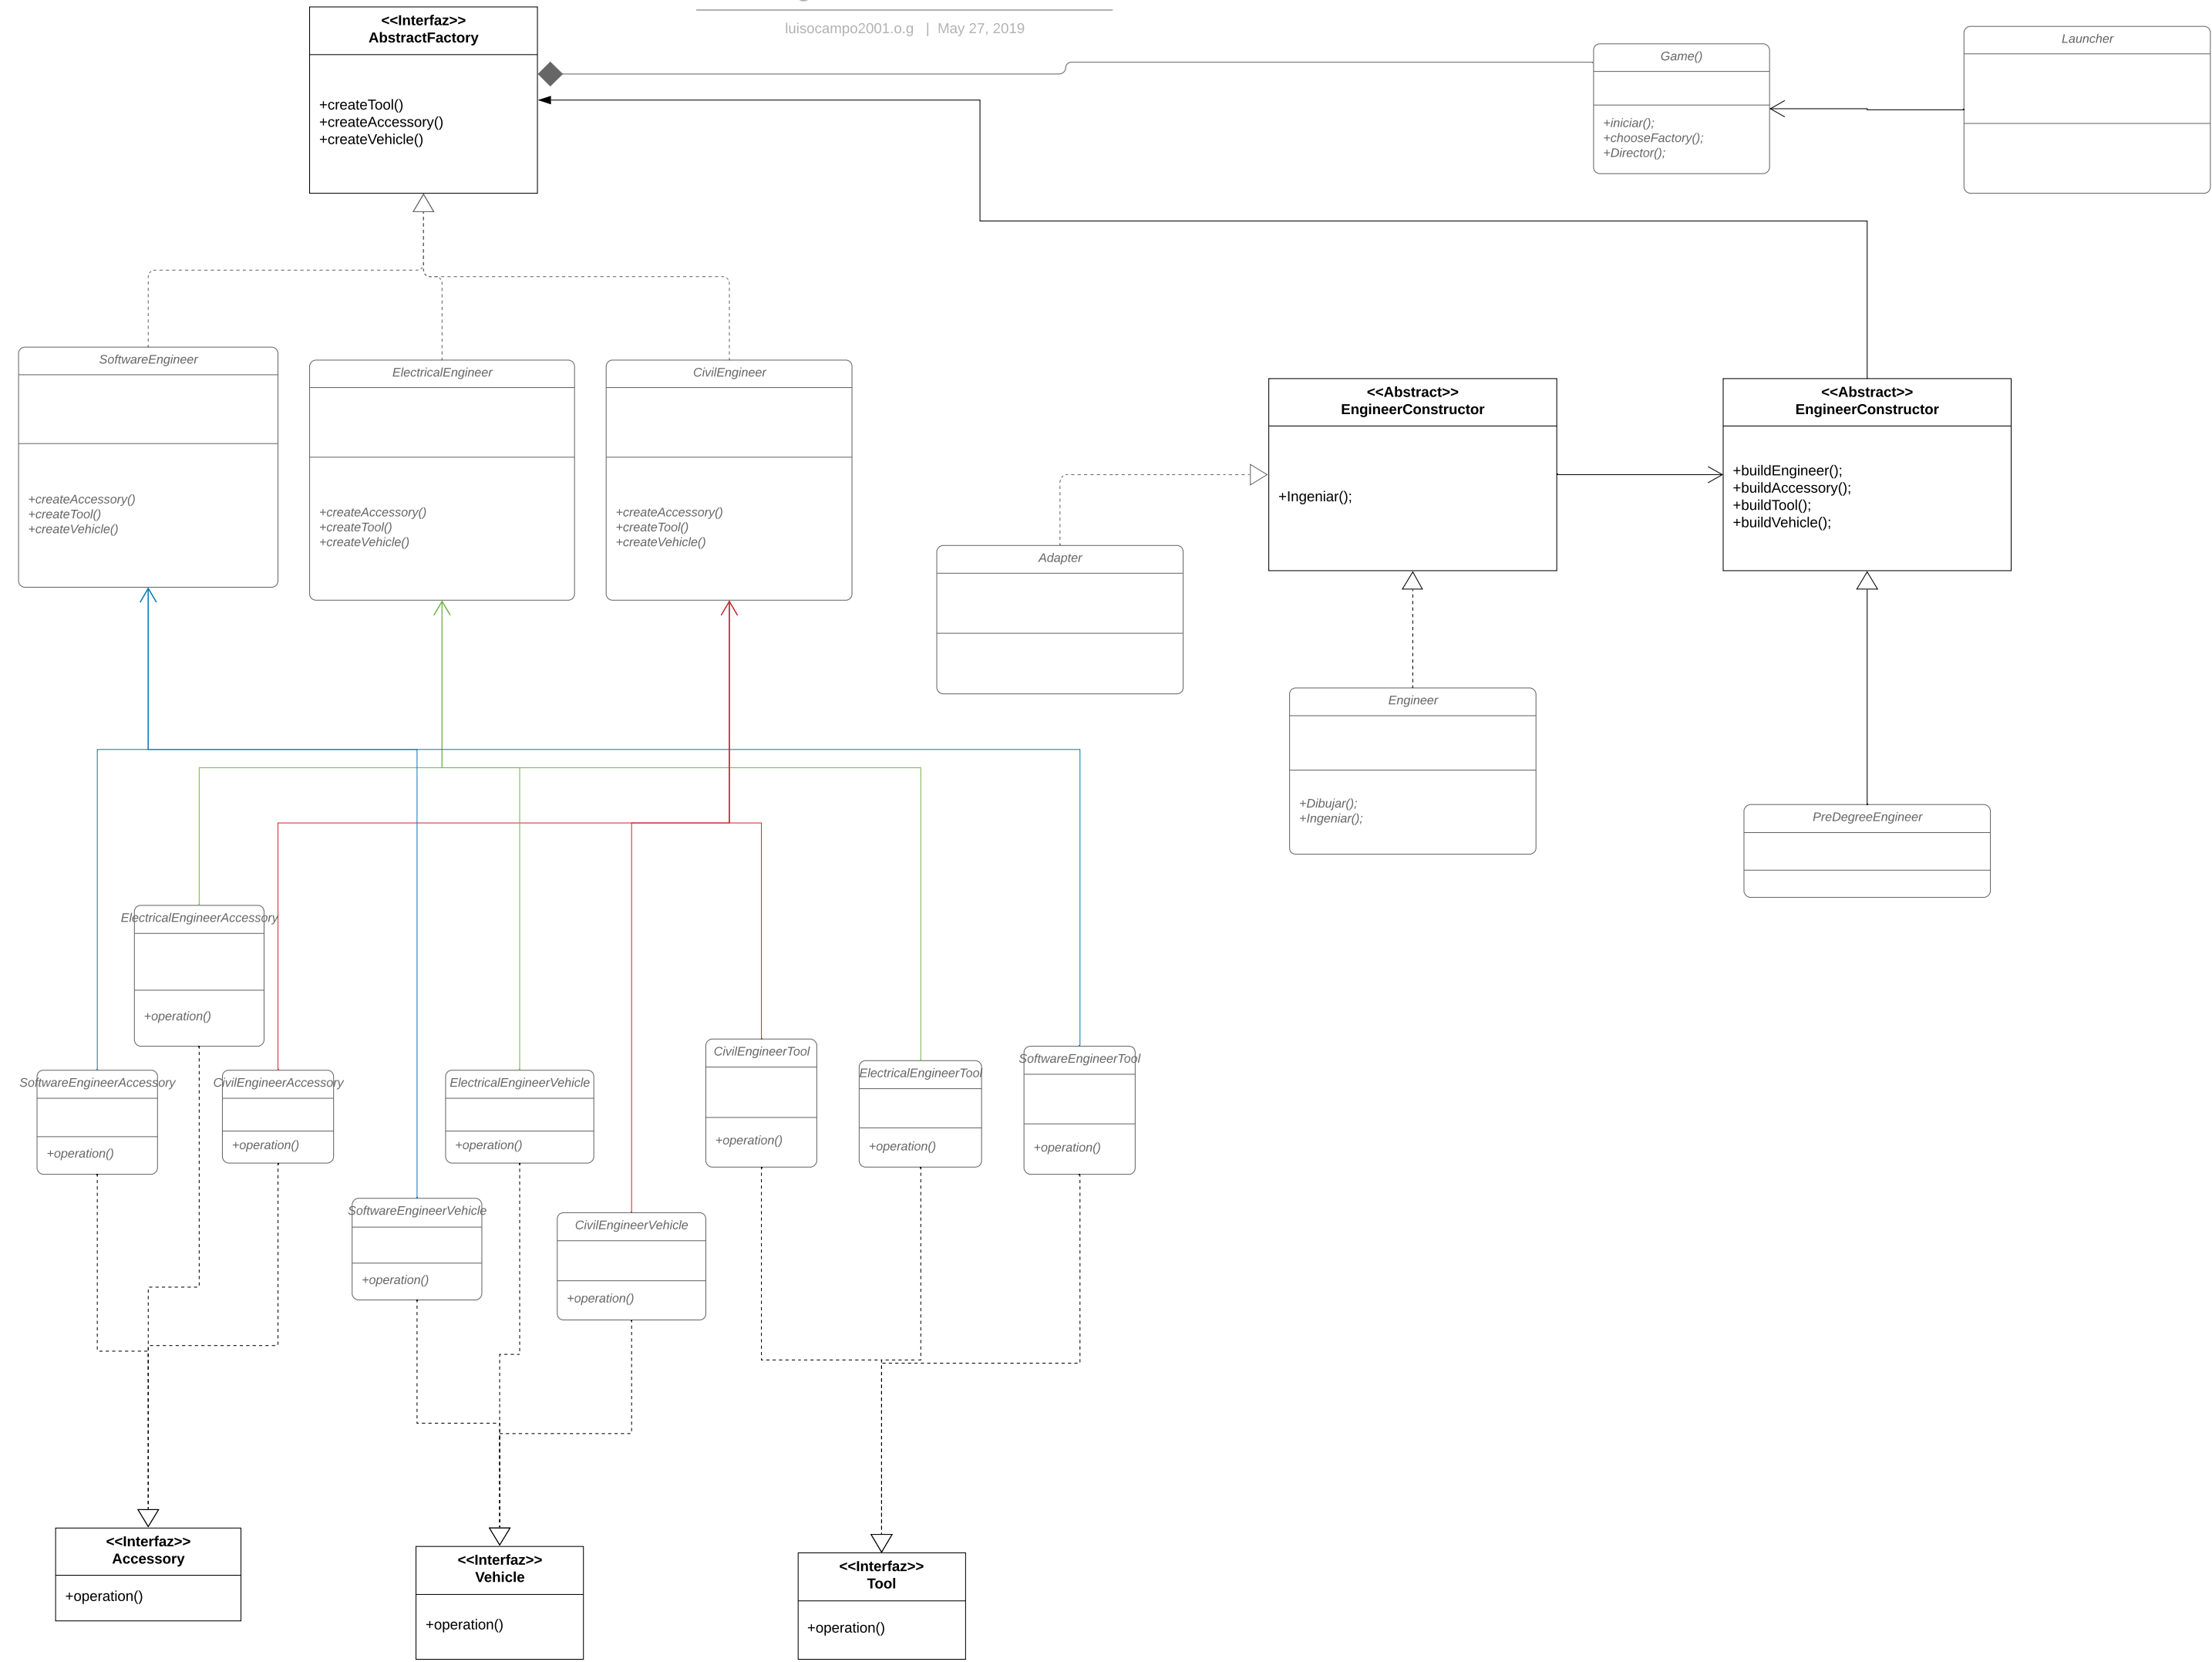 <<Interfaz>>
AbstractFactory
+createTool()
+createAccessory()
+createVehicle()
luisocampo2001.o.g | May 27, 2019
Game()
+iniciar();
+chooseFactory();
+Director();
Launcher
SoftwareEngineer
+createAccessory()
+createTool()
+createVehicle()
ElectricalEngineer
+createAccessory()
+createTool()
+createVehicle()
CivilEngineer
+createAccessory()
+createTool()
+createVehicle()
<<Abstract>>
EngineerConstructor
+Ingeniar();
<<Abstract>>
EngineerConstructor
+buildEngineer();
+buildAccessory();
+buildTool();
+buildVehicle();
Adapter
Engineer
+Dibujar();
+Ingeniar();
PreDegreeEngineer
ElectricalEngineerAccessory
+operation()
SoftwareEngineerAccessory
+operation()
CivilEngineerAccessory
+operation()
ElectricalEngineerVehicle
+operation()
CivilEngineerTool
+operation()
ElectricalEngineerTool
+operation()
SoftwareEngineerTool
+operation()
SoftwareEngineerVehicle
+operation()
CivilEngineerVehicle
+operation()
<<Interfaz>>
Accessory
+operation()
<<Interfaz>>
Vehicle
+operation()
<<Interfaz>>
Tool
+operation()